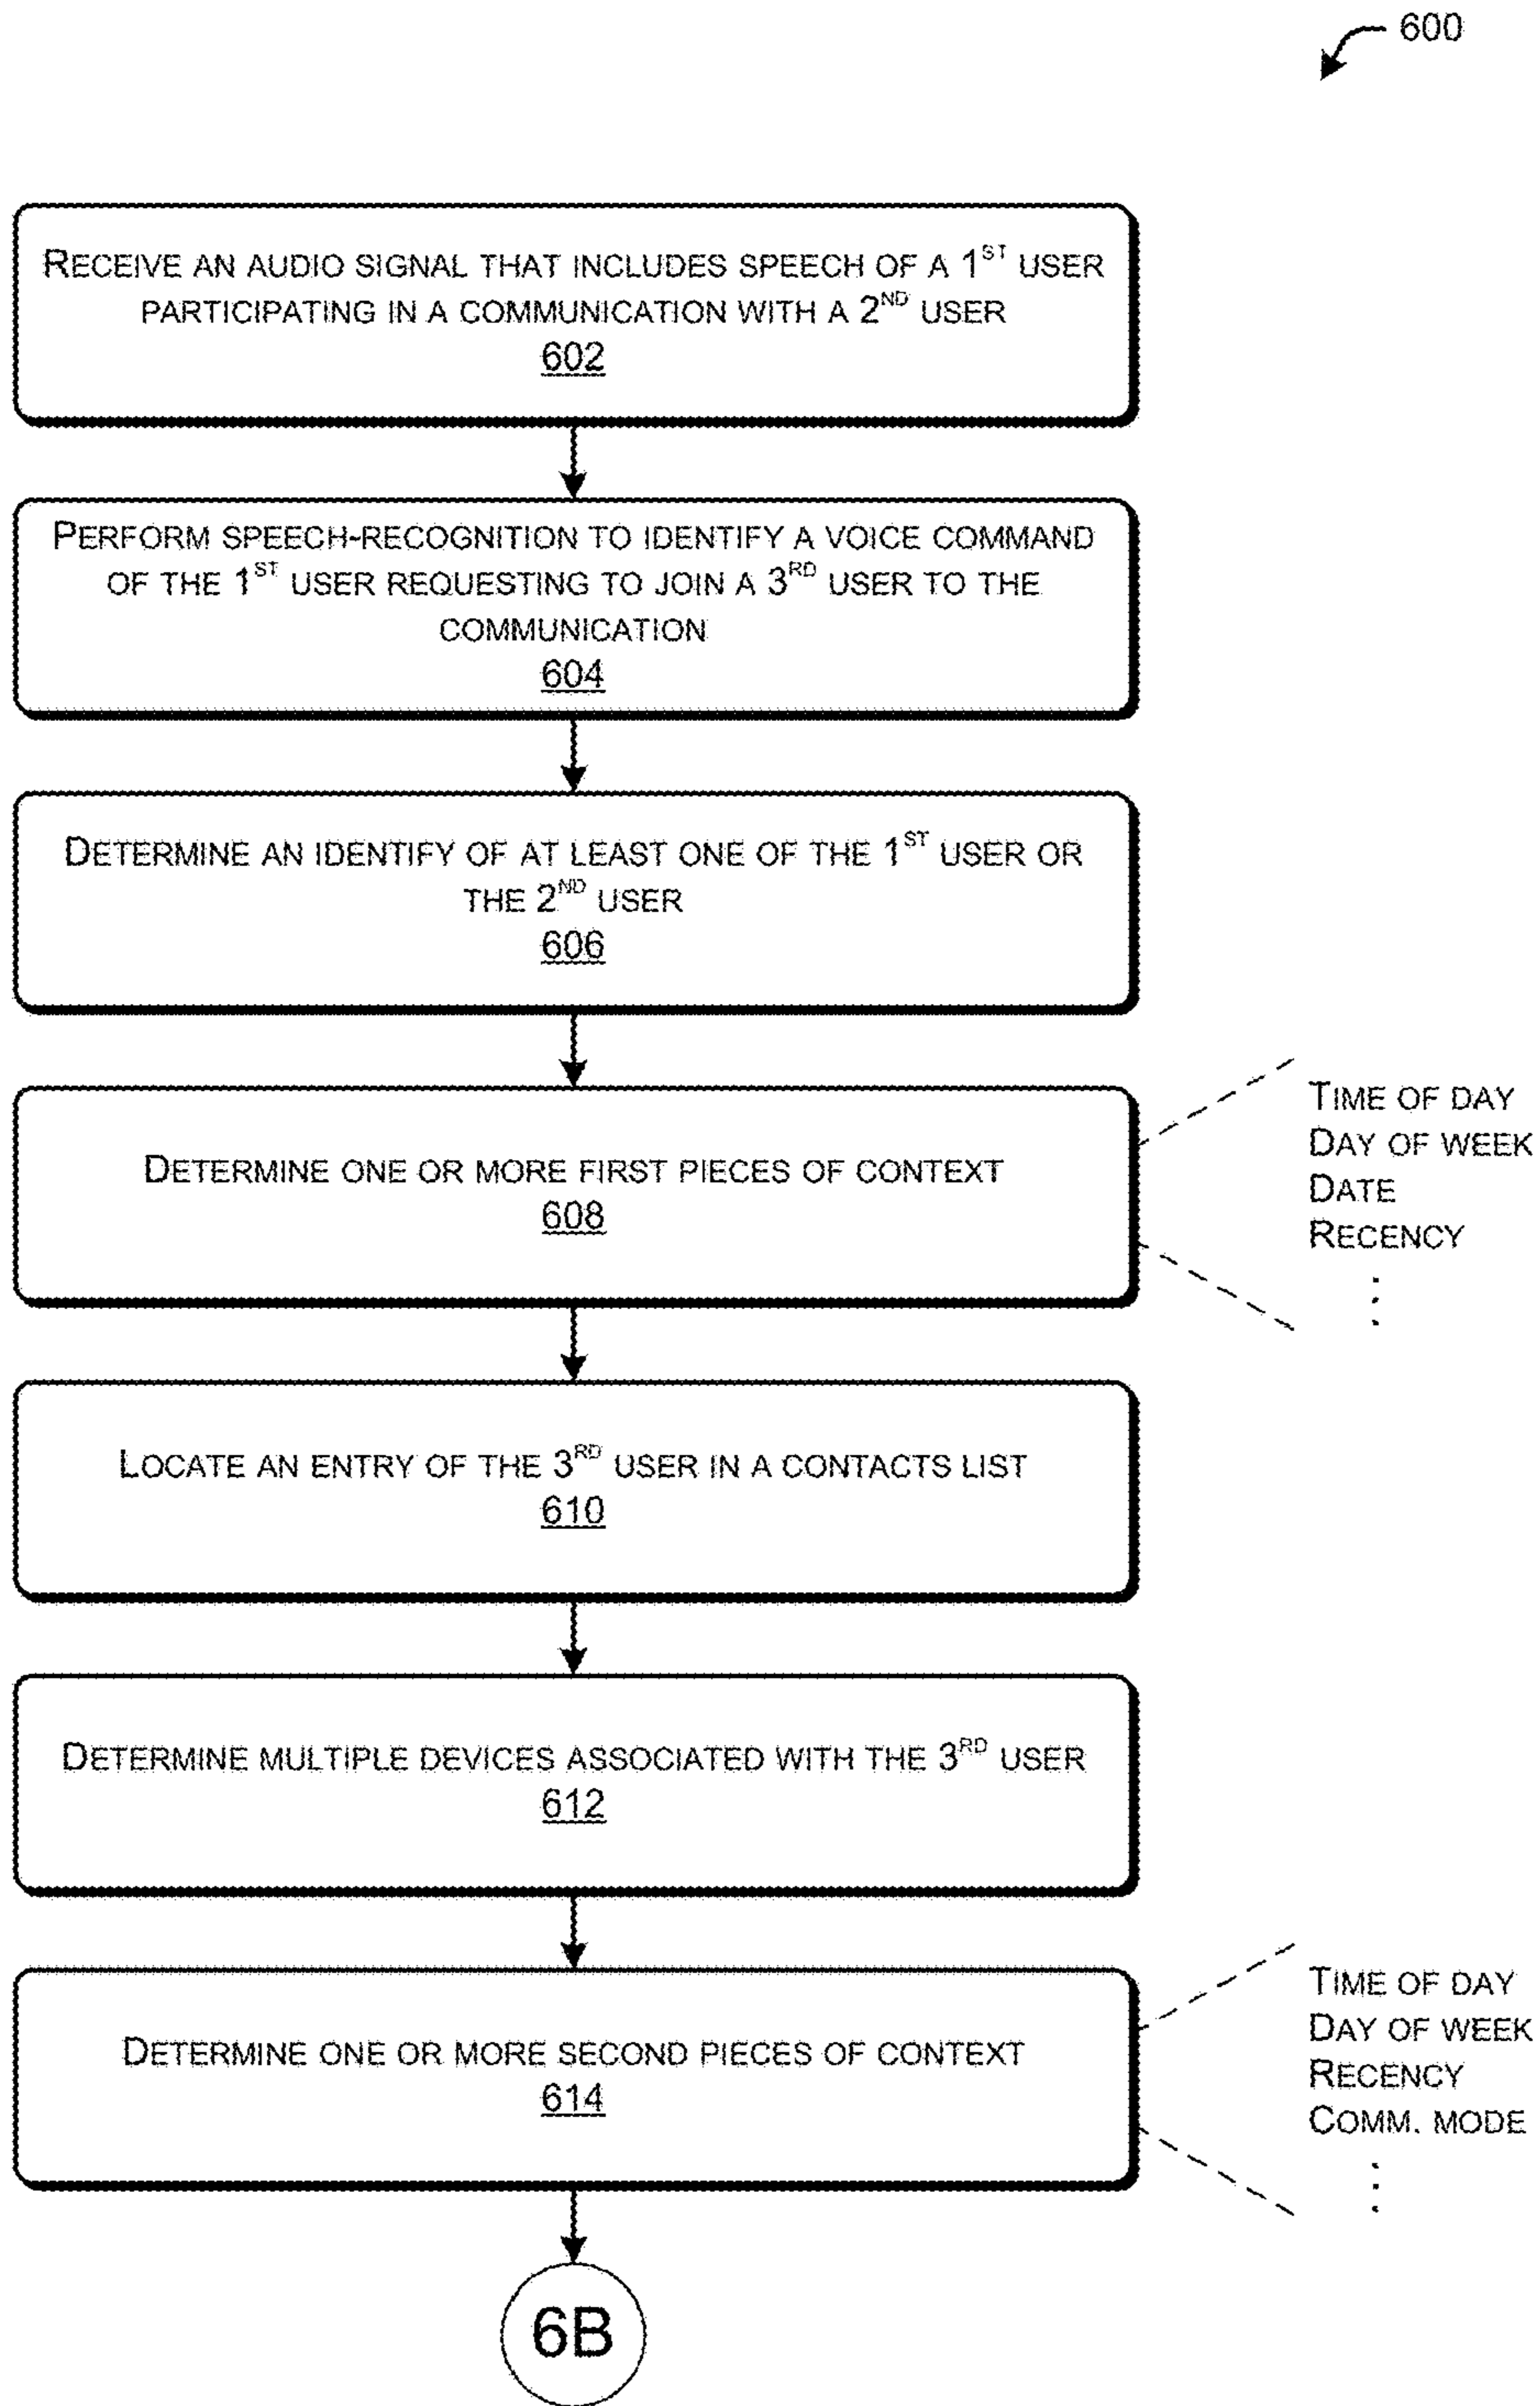 600
RECEIVE AN AUDIO SIGNAL THAT INCLUDES SPEECH OF A 1ST USER
PARTICIPATING IN A COMMUNICATION WITH A 2ND USER
602
PERFORM SPEECH-RECOGNITION TO IDENTIFY A VOICE COMMAND
OF THE 1ST USER REQUESTING TO JOIN A 3RD USER TO THE
COMMUNICATION
604
DETERMINE AN IDENTIFY OF AT LEAST ONE OF THE 1ST USER OR
THE 2ND USER
606
DETERMINE ONE OR MORE FIRST PIECES OF CONTEXT
608
TIME OF DAY
DAY OF WEEK
DATE
RECENCY
⋮
LOCATE AN ENTRY OF THE 3RD USER IN A CONTACTS LIST
610
DETERMINE MULTIPLE DEVICES ASSOCIATED WITH THE 3RD USER
612
DETERMINE ONE OR MORE SECOND PIECES OF CONTEXT
614
TIME OF DAY
DAY OF WEEK
RECENCY
COMM. MODE
⋮
6B